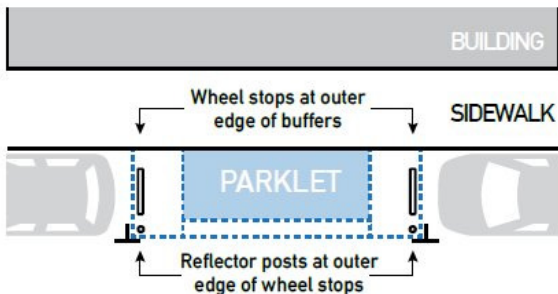 BUILDING
Wheel stops at outer
edge of buffers
SIDEWALK
PARKLET
Reflector posts at outer
edge of wheel stops